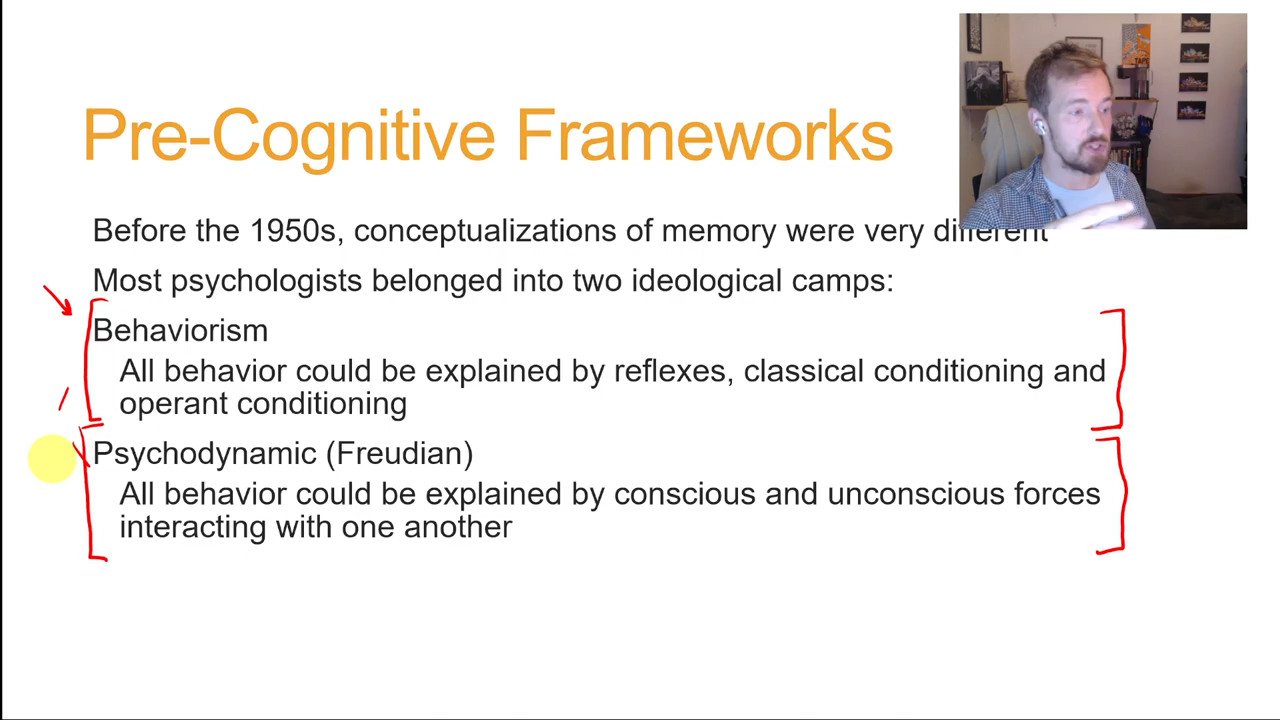 Pre-Cognitive Frameworks
Before the 1950s, conceptualizations of memory were very different
Most psychologists belonged into two ideological camps:
Behaviorism
All behavior could be explained by reflexes, classical conditioning and
operant conditioning
Psychodynamic (Freudian)
All behavior could be explained by conscious and unconscious forces
interacting with one another